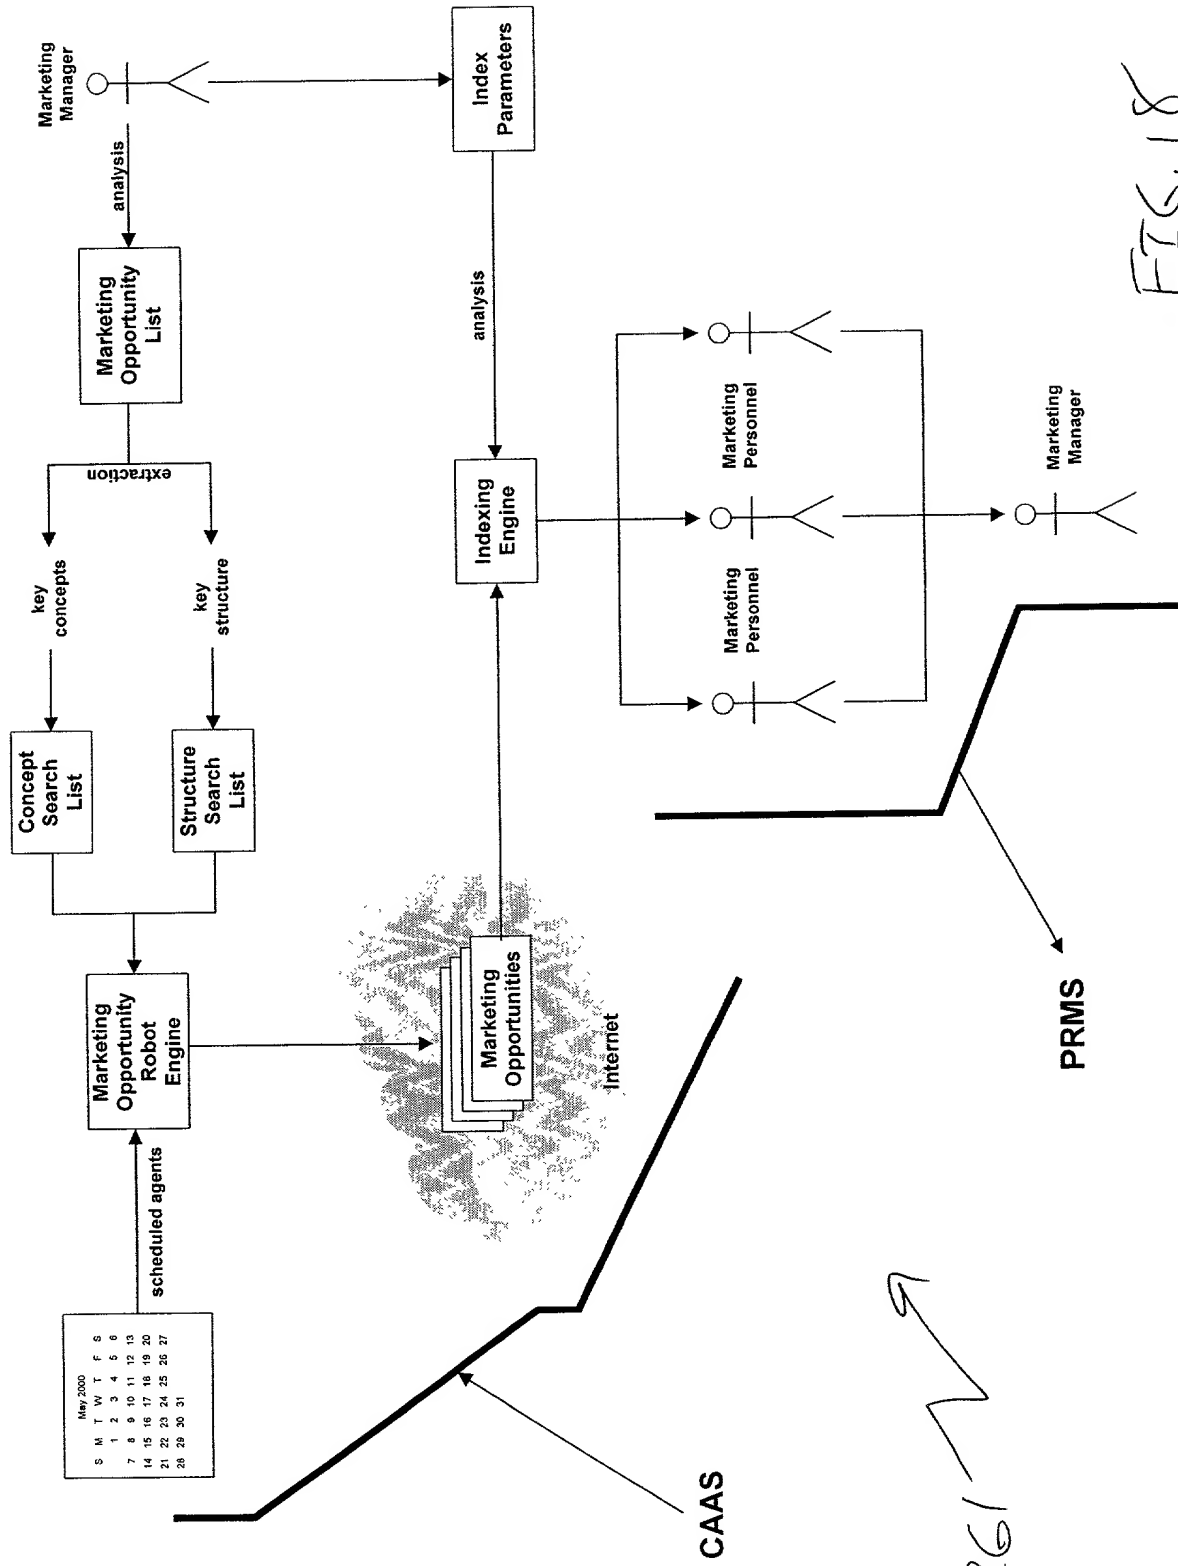 May 2000
S M T W T F S
1 2 3 4 5 6
7 8 9 10 11 12 13
14 15 16 17 18 19 20
21 22 23 24 25 26 27
28 29 30 31
scheduled agents
Marketing
Opportunity
Robot
Engine
Concept
Search
List
Structure
Search
List
key
concepts
key
structure
extraction
Marketing
Opportunity
List
analysis
Marketing
Manager
Index
Parameters
analysis
Indexing
Engine
Marketing
Opportunities
Internet
Marketing
Personnel
Marketing
Personnel
Marketing
Manager
CAAS
PRMS
FIG. 18